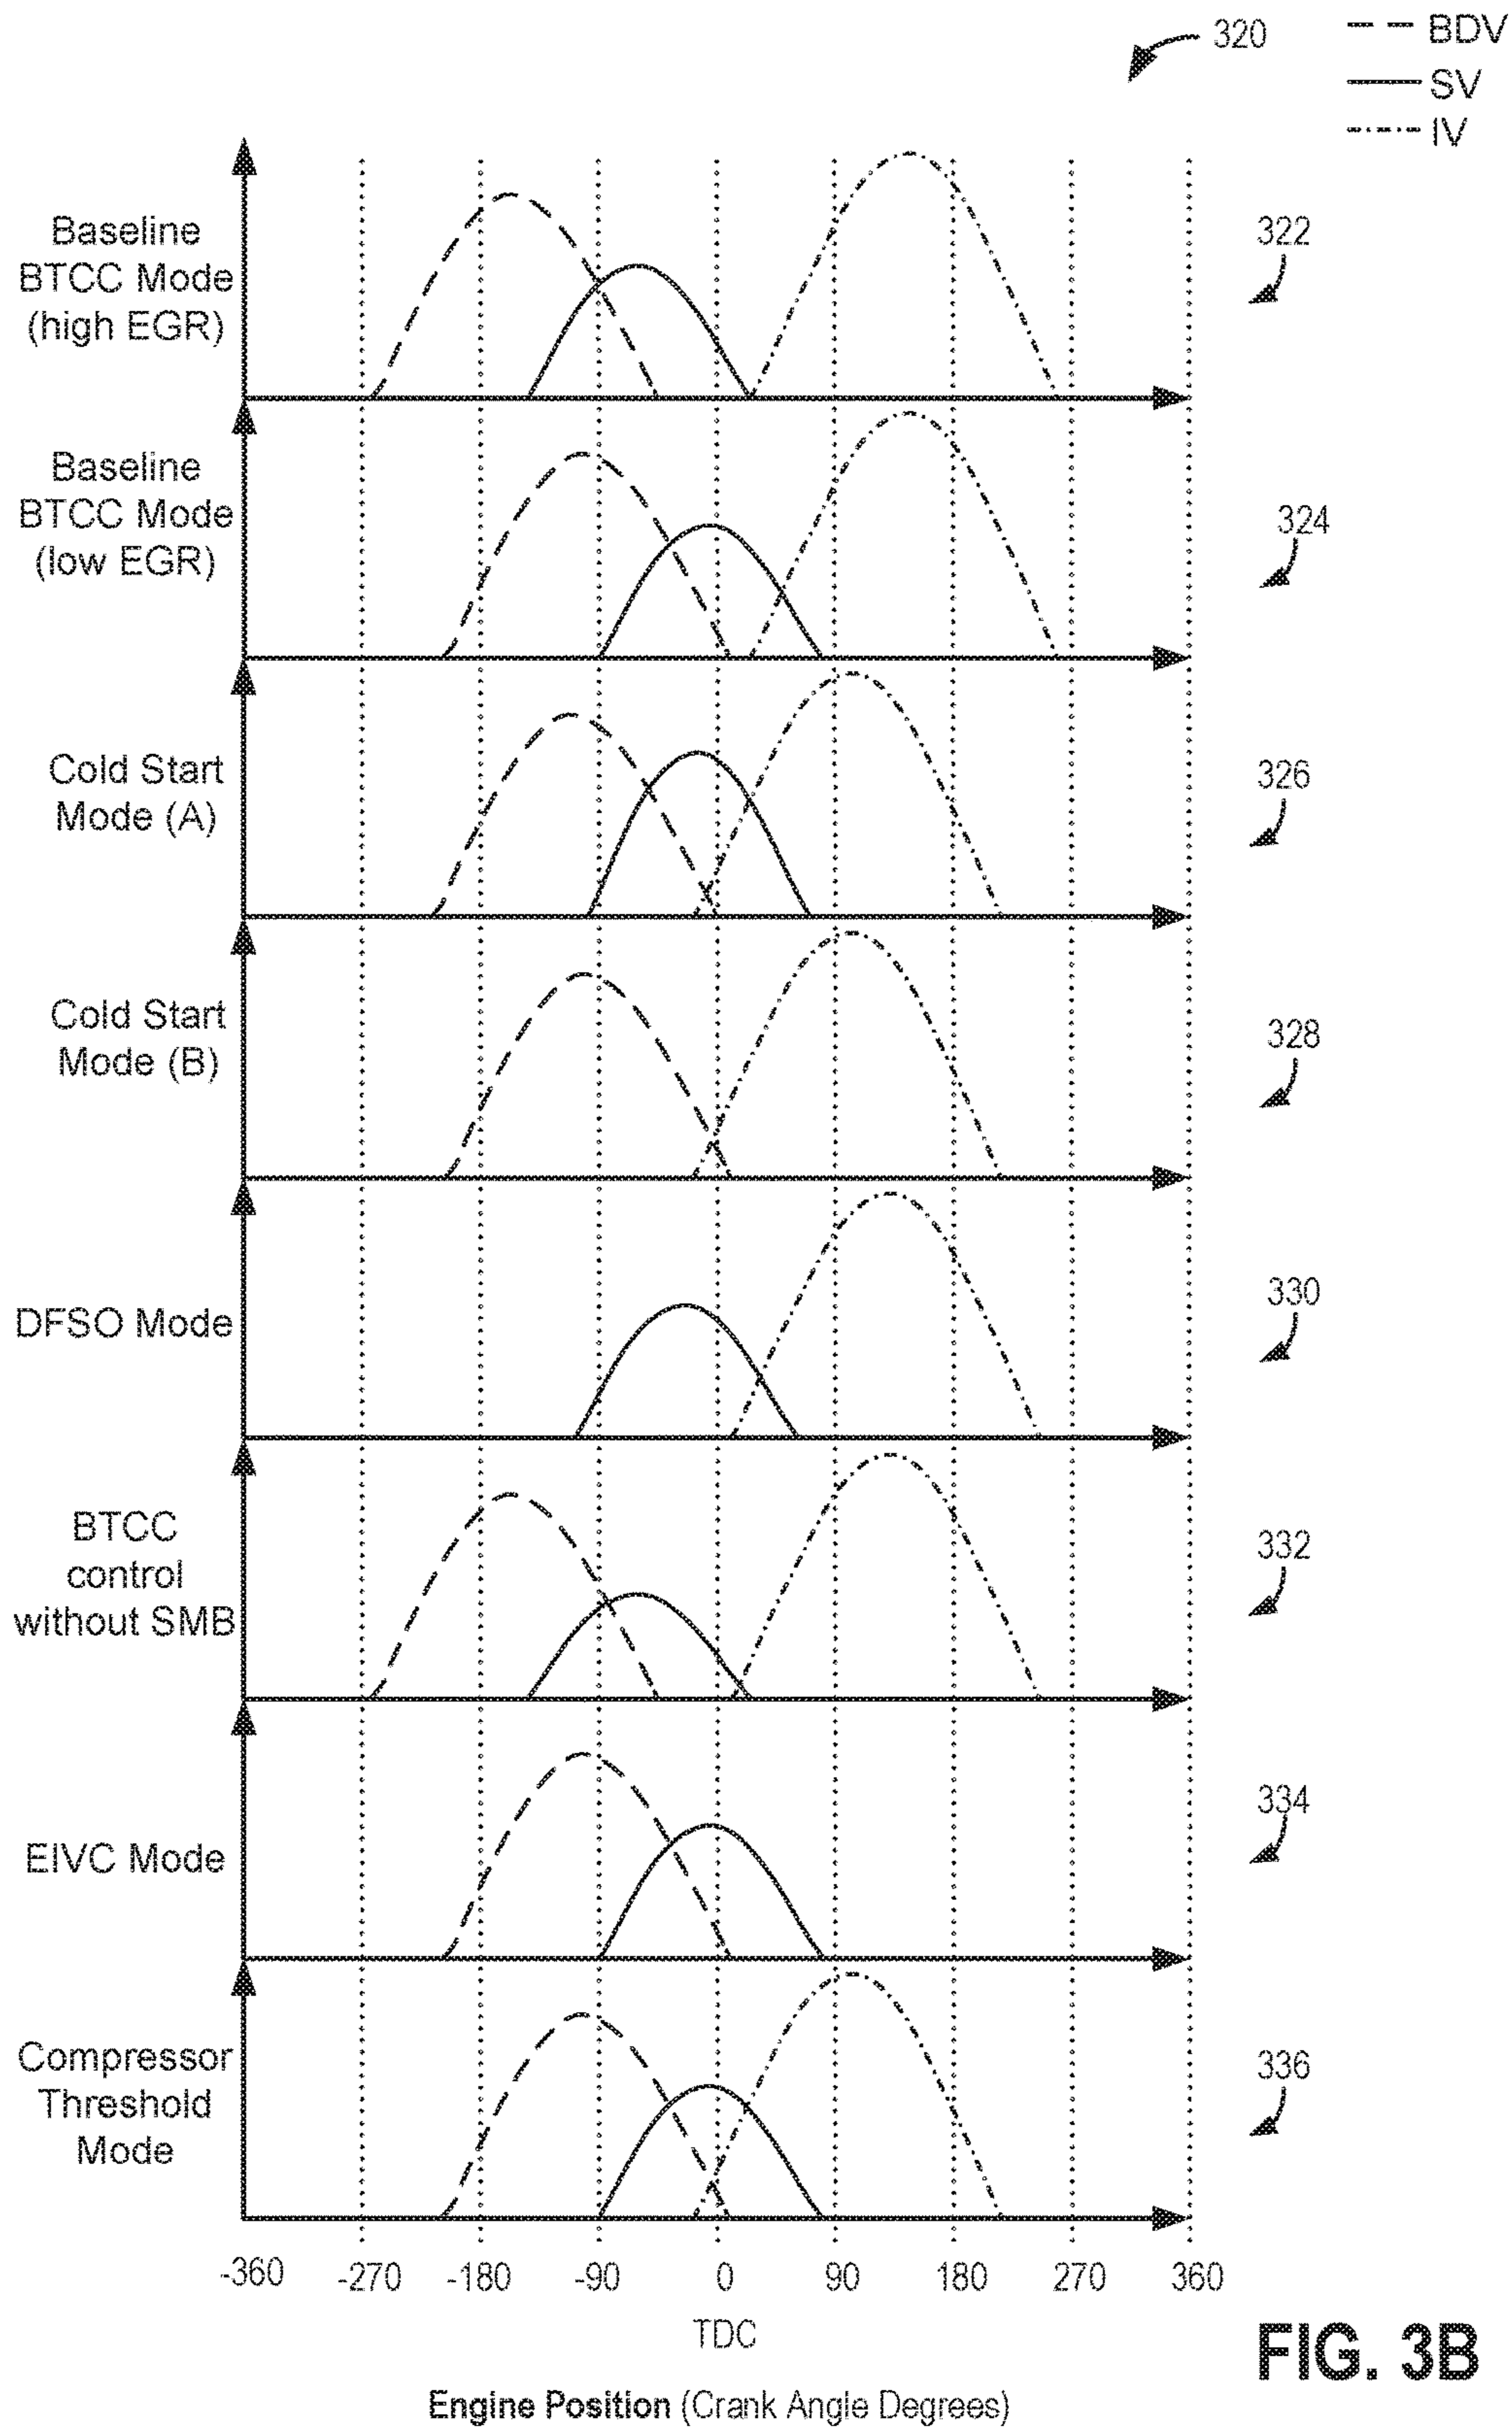 320
BDV
SV
IV
Baseline
BTCC Mode
(high EGR)
322
Baseline
BTCC Mode
(low EGR)
324
Cold Start
Mode (A)
326
Cold Start
Mode (B)
328
DFSO Mode
330
BTCC
control
without SMB
332
EIVC Mode
334
Compressor
Threshold
Mode
336
-360 -270 -180 -90 0 90 180 270 360
TDC
FIG. 3B
Engine Position (Crank Angle Degrees)